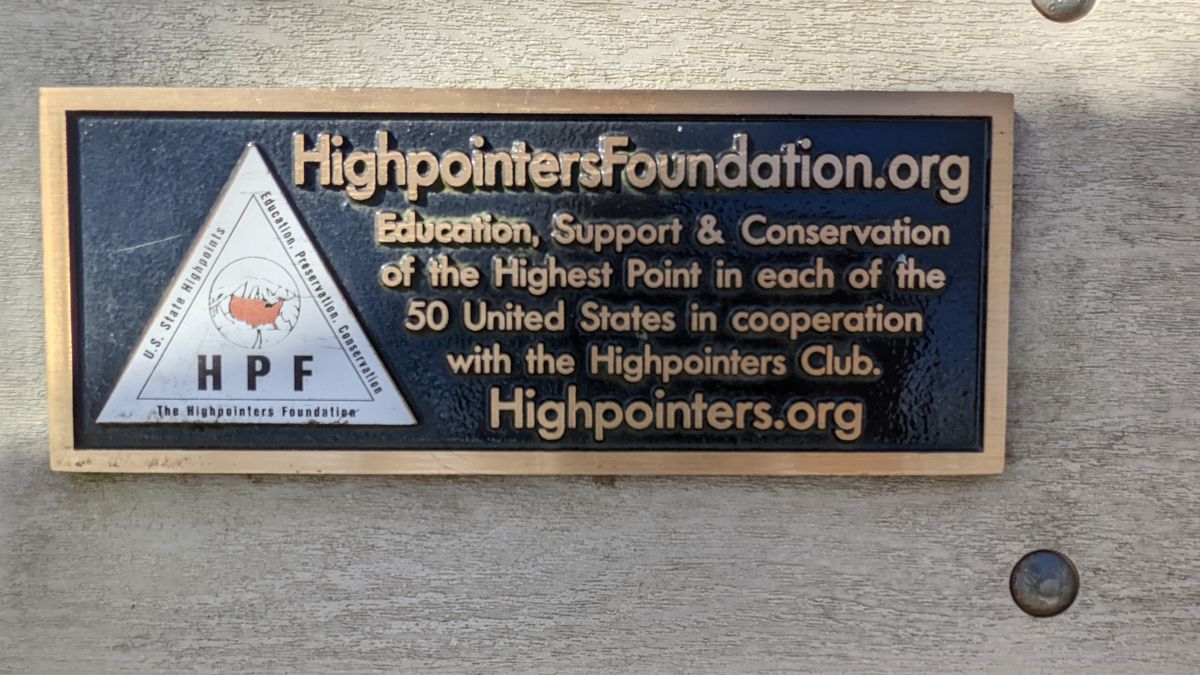 HighpointersFoundation.org
Education, Support & Conservation
of the Highest Point in each of the
50 United States in cooperation
with the Highpointers Club.
Highpointers.org
U.S. State Highpoints
Education, Preservation, Conservation
HPF
The Highpointers Foundation